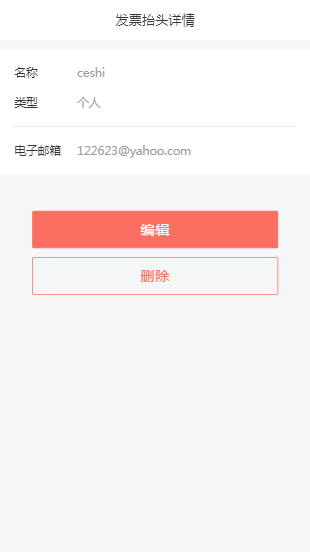 发票抬头详情
名称 ceshi
类型 个人
电子邮箱 122623@yahoo.com
编辑
删除